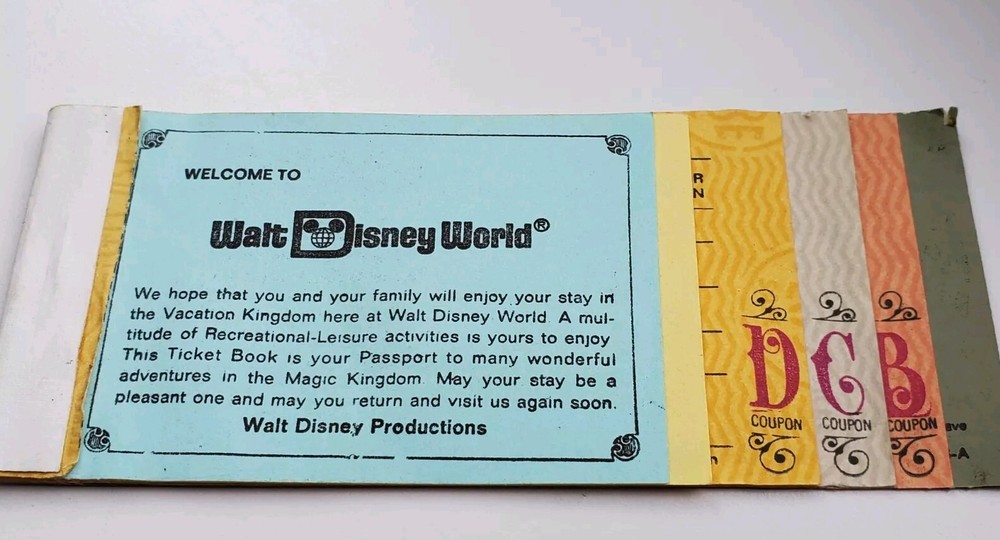 WELCOME TO
Walt Disney World®
We hope that you and your family will enjoy your stay in
the Vacation Kingdom here at Walt Disney World. A mul-
titude of Recreational-Leisure activities is yours to enjoy
This Ticket Book is your Passport to many wonderful
adventures in the Magic Kingdom. May your stay be a
pleasant one and may you return and visit us again soon.
Walt Disney Productions
E
R
N
D
COUPON
C
COUPON
B
COUPON
-A